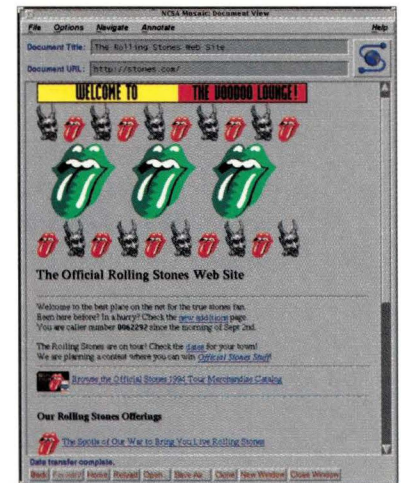 NCSA Mosaic: Document View
File Options Navigate Annotate Help
Document Title: The Rolling Stones Web Site
Document URL: http://stones.com/
WELCOME TO THE VOODOO LOUNGE!
The Official Rolling Stones Web Site
Welcome to the best place on the net for the true stones fan.
Been here before? In a hurry? Check the new additions page.
You are caller number 0062292 since the morning of Sept 2nd.
The Rolling Stones are on tour! Check the dates for your town!
We are planning a contest where you can win Official Stones Stuff!
Browse the Official Stones 1994 Tour Merchandise Catalog
Our Rolling Stones Offerings
The Spoils of Our War to Bring You Live Rolling Stones
Data transfer complete.
Back Forward Home Reload Open... Save As... Clone New Window Close Window